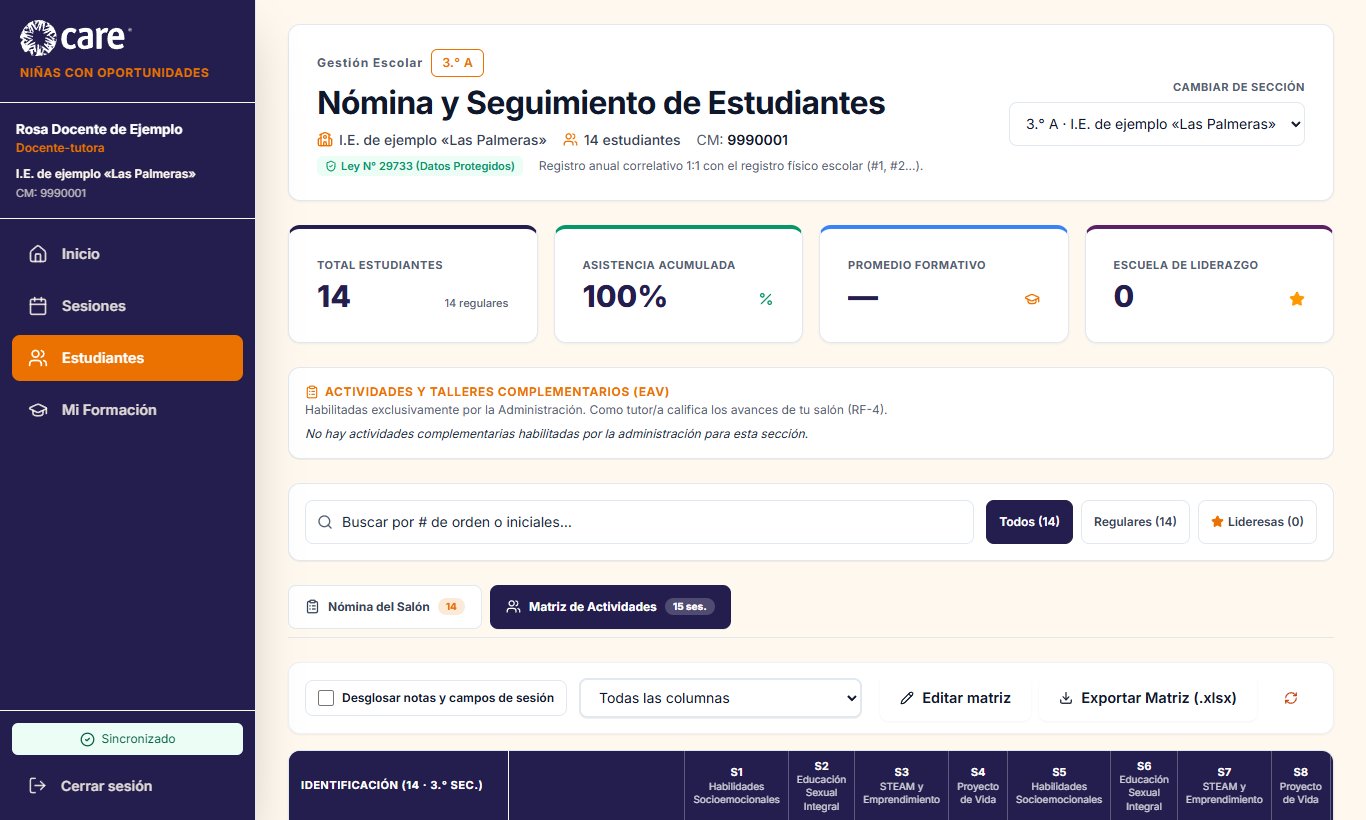 care
NIÑAS CON OPORTUNIDADES
Rosa Docente de Ejemplo
Docente-tutora
I.E. de ejemplo «Las Palmeras»
CM: 9990001
Inicio
Sesiones
Estudiantes
Mi Formación
Sincronizado
Cerrar sesión
Gestión Escolar 3.° A
Nómina y Seguimiento de Estudiantes
I.E. de ejemplo «Las Palmeras» 14 estudiantes CM: 9990001
Ley N° 29733 (Datos Protegidos) Registro anual correlativo 1:1 con el registro físico escolar (#1, #2...).
CAMBIAR DE SECCIÓN
3.° A · I.E. de ejemplo «Las Palmeras»
TOTAL ESTUDIANTES
14
14 regulares
ASISTENCIA ACUMULADA
100%
%
PROMEDIO FORMATIVO
—
ESCUELA DE LIDERAZGO
0
ACTIVIDADES Y TALLERES COMPLEMENTARIOS (EAV)
Habilitadas exclusivamente por la Administración. Como tutor/a califica los avances de tu salón (RF-4).
No hay actividades complementarias habilitadas por la administración para esta sección.
Buscar por # de orden o iniciales...
Todos (14)
Regulares (14)
Lideresas (0)
Nómina del Salón 14
Matriz de Actividades 15 ses.
Desglosar notas y campos de sesión
Todas las columnas
Editar matriz
Exportar Matriz (.xlsx)
IDENTIFICACIÓN (14 · 3.° SEC.)
S1
Habilidades
Socioemocionales
S2
Educación
Sexual
Integral
S3
STEAM y
Emprendimiento
S4
Proyecto
de Vida
S5
Habilidades
Socioemocionales
S6
Educación
Sexual
Integral
S7
STEAM y
Emprendimiento
S8
Proyecto
de Vida